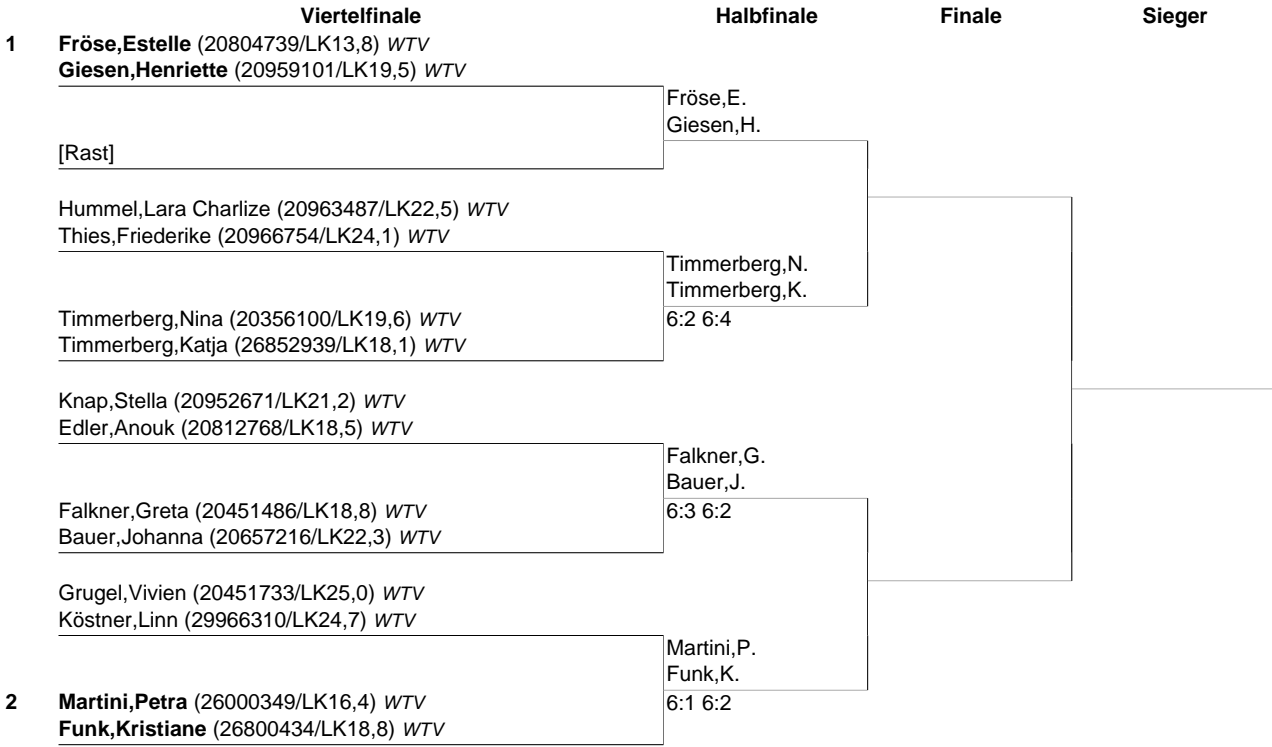 Viertelfinale Halbfinale Finale Sieger
1 Fröse,Estelle (20804739/LK13,8) WTV
Giesen,Henriette (20959101/LK19,5) WTV
Fröse,E.
Giesen,H.
[Rast]
Hummel,Lara Charlize (20963487/LK22,5) WTV
Thies,Friederike (20966754/LK24,1) WTV
Timmerberg,N.
Timmerberg,K.
Timmerberg,Nina (20356100/LK19,6) WTV 6:2 6:4
Timmerberg,Katja (26852939/LK18,1) WTV
Knap,Stella (20952671/LK21,2) WTV
Edler,Anouk (20812768/LK18,5) WTV
Falkner,G.
Bauer,J.
Falkner,Greta (20451486/LK18,8) WTV 6:3 6:2
Bauer,Johanna (20657216/LK22,3) WTV
Grugel,Vivien (20451733/LK25,0) WTV
Köstner,Linn (29966310/LK24,7) WTV
Martini,P.
Funk,K.
2 Martini,Petra (26000349/LK16,4) WTV 6:1 6:2
Funk,Kristiane (26800434/LK18,8) WTV